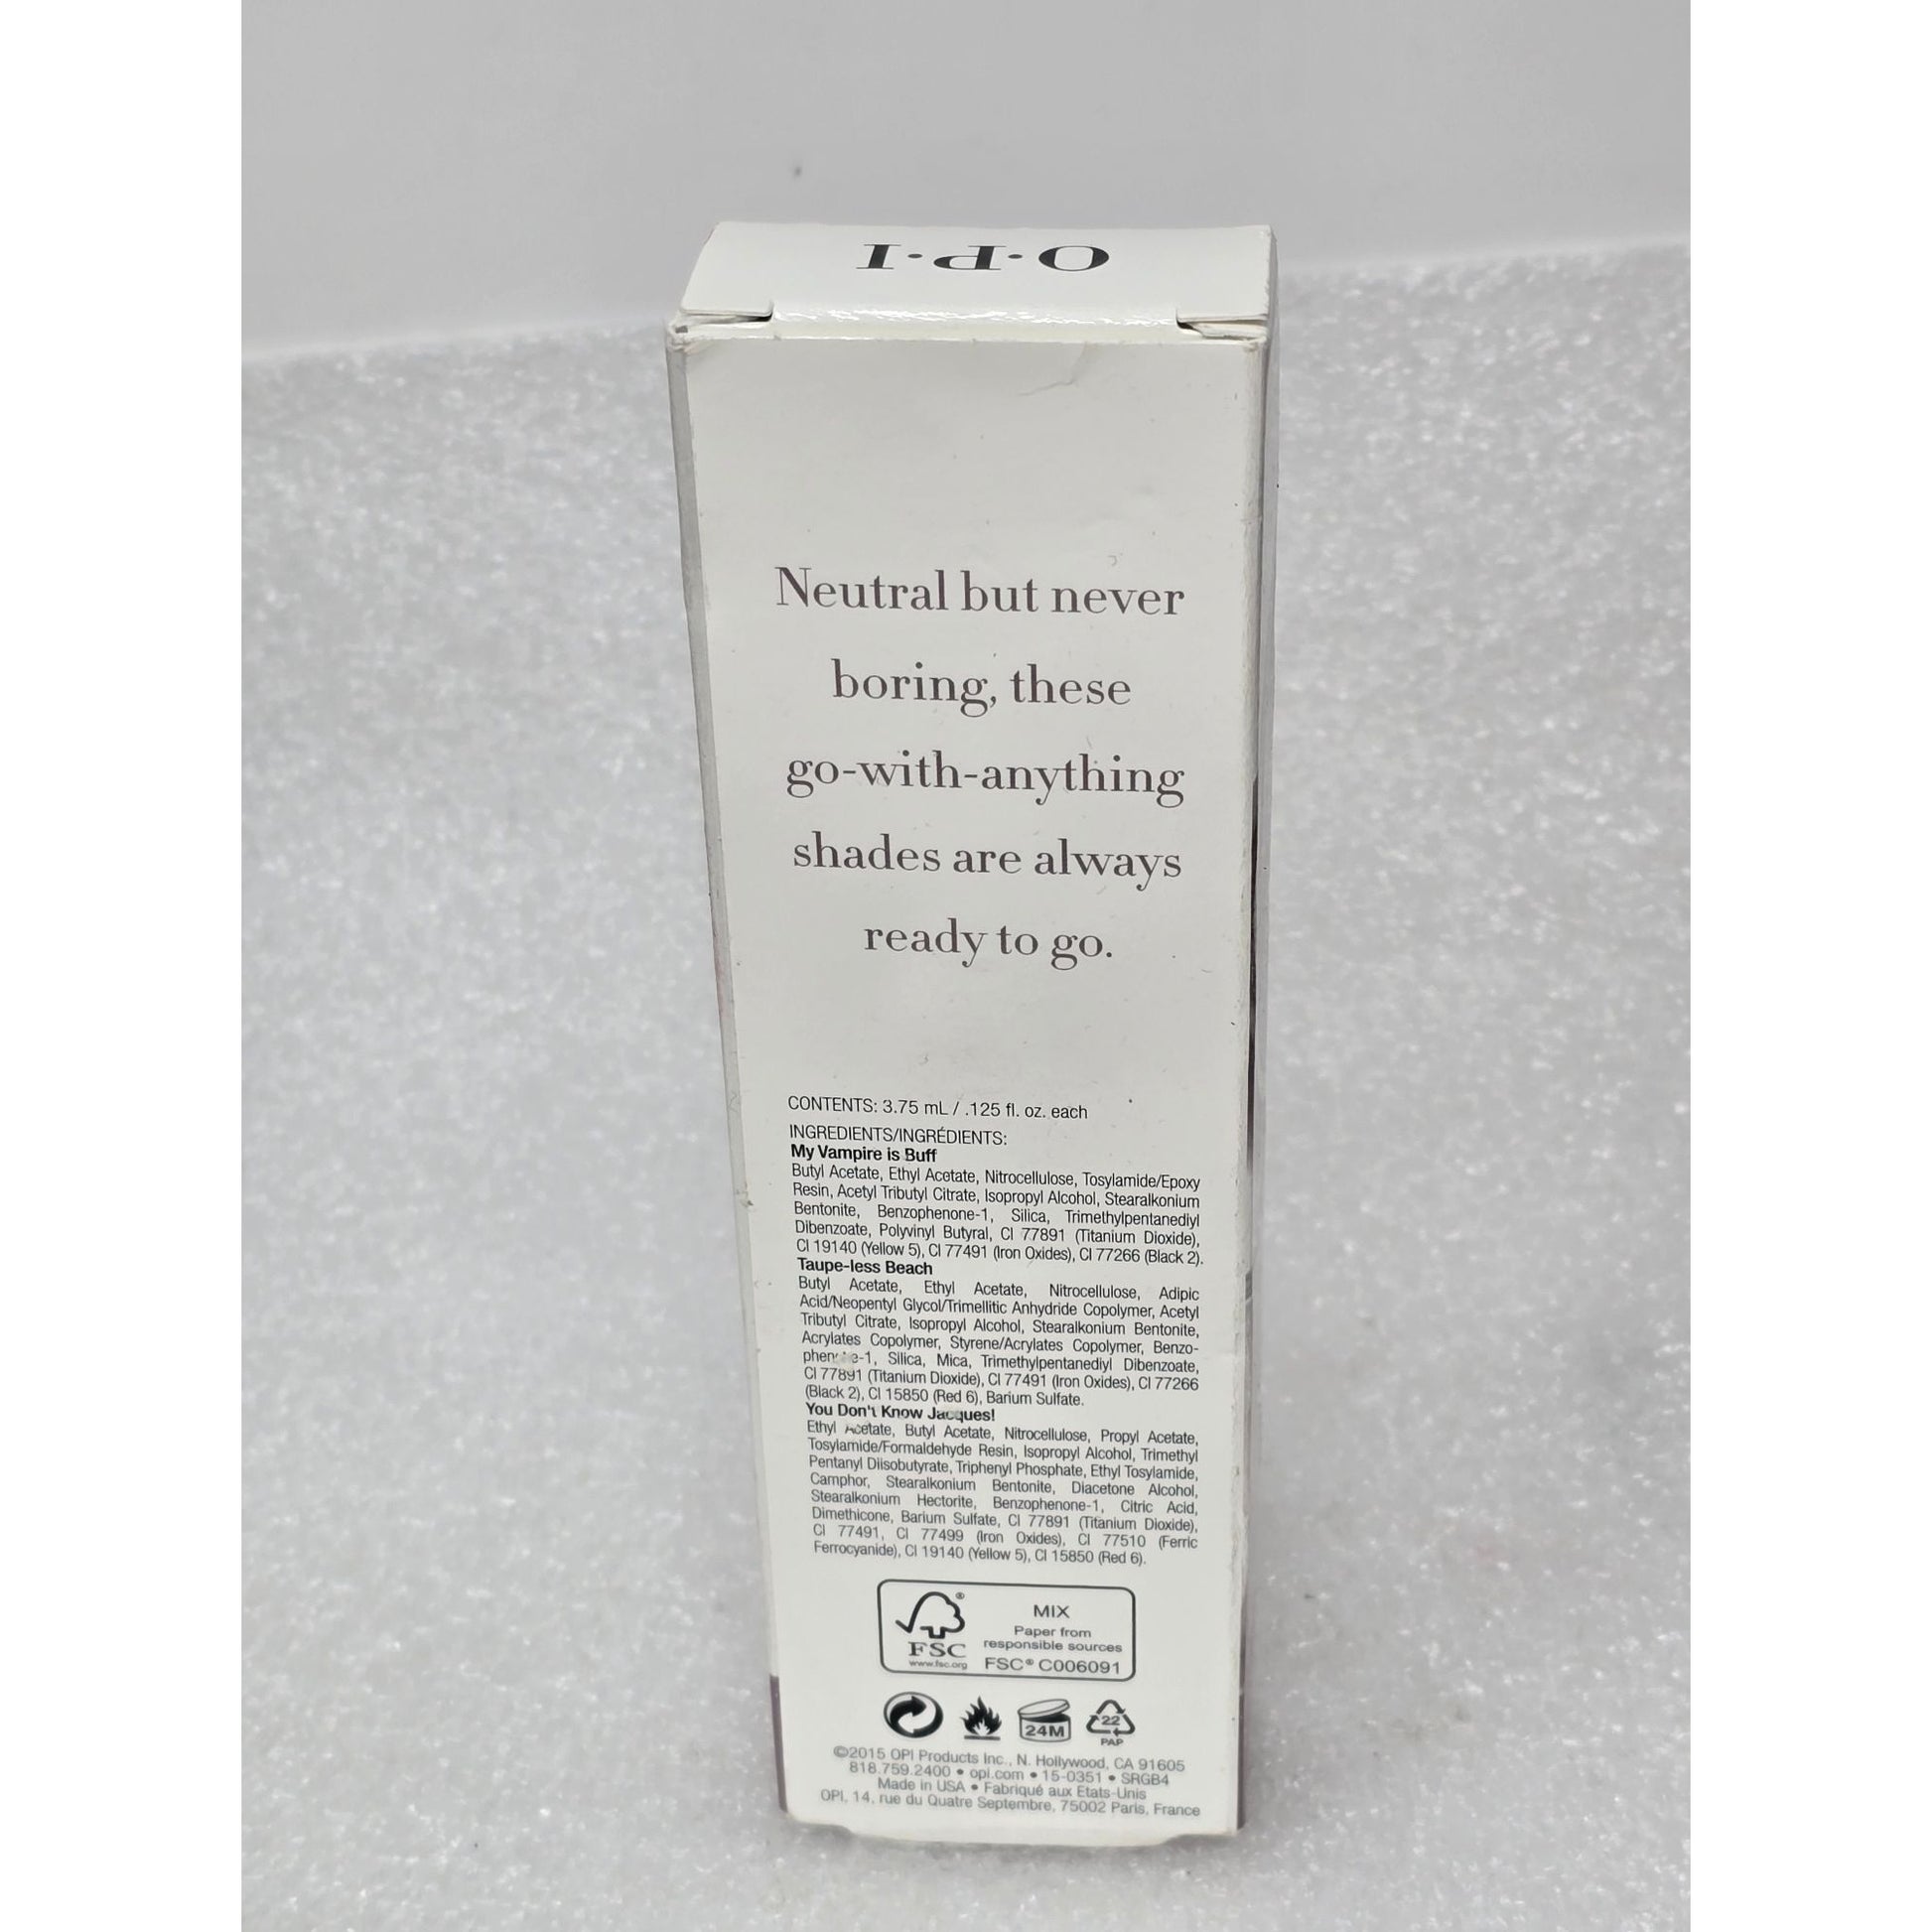 O·P·I
Neutral but never
boring, these
go-with-anything
shades are always
ready to go.
CONTENTS: 3.75 mL / .125 fl. oz. each
INGREDIENTS/INGRÉDIENTS:
My Vampire is Buff
Butyl Acetate, Ethyl Acetate, Nitrocellulose, Tosylamide/Epoxy
Resin, Acetyl Tributyl Citrate, Isopropyl Alcohol, Stearalkonium
Bentonite, Benzophenone-1, Silica, Trimethylpentanediyl
Dibenzoate, Polyvinyl Butyral, CI 77891 (Titanium Dioxide),
CI 19140 (Yellow 5), CI 77491 (Iron Oxides), CI 77266 (Black 2).
Taupe-less Beach
Butyl Acetate, Ethyl Acetate, Nitrocellulose, Adipic
Acid/Neopentyl Glycol/Trimellitic Anhydride Copolymer, Acetyl
Tributyl Citrate, Isopropyl Alcohol, Stearalkonium Bentonite,
Acrylates Copolymer, Styrene/Acrylates Copolymer, Benzo-
phenone-1, Silica, Mica, Trimethylpentanediyl Dibenzoate,
CI 77891 (Titanium Dioxide), CI 77491 (Iron Oxides), CI 77266
(Black 2), CI 15850 (Red 6), Barium Sulfate.
You Don't Know Jacques!
Ethyl Acetate, Butyl Acetate, Nitrocellulose, Propyl Acetate,
Tosylamide/Formaldehyde Resin, Isopropyl Alcohol, Trimethyl
Pentanyl Diisobutyrate, Triphenyl Phosphate, Ethyl Tosylamide,
Camphor, Stearalkonium Bentonite, Diacetone Alcohol,
Stearalkonium Hectorite, Benzophenone-1, Citric Acid,
Dimethicone, Barium Sulfate, CI 77891 (Titanium Dioxide),
CI 77491, CI 77499 (Iron Oxides), CI 77510 (Ferric
Ferrocyanide), CI 19140 (Yellow 5), CI 15850 (Red 6).
FSC®
www.fsc.org
MIX
Paper from
responsible sources
FSC® C006091
24M
22
PAP
©2015 OPI Products Inc., N. Hollywood, CA 91605
818.759.2400 • opi.com • 15-0351 • SRGB4
Made in USA • Fabriqué aux Etats-Unis
OPI, 14, rue du Quatre Septembre, 75002 Paris, France